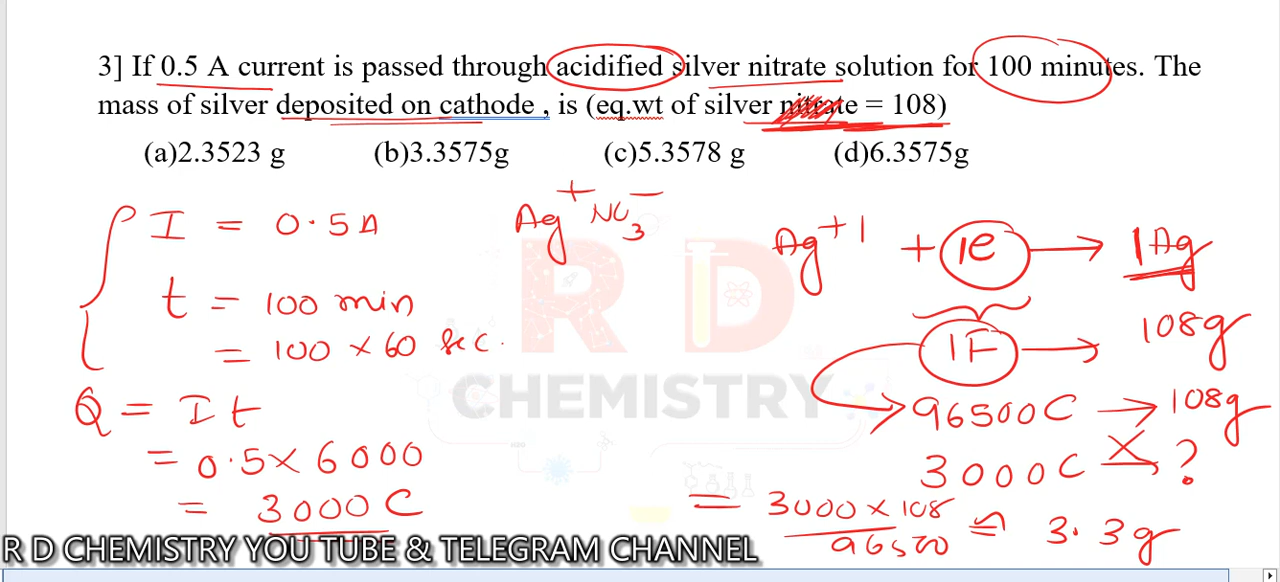 3] If 0.5 A current is passed through acidified silver nitrate solution for 100 minutes. The
mass of silver deposited on cathode , is (eq.wt of silver nitrate = 108)
(a)2.3523 g (b)3.3575g (c)5.3578 g (d)6.3575g
I = 0.5A
t = 100 min
= 100 × 60 sec.
Q = It
= 0.5× 6000
= 3000 C
Ag⁺ NO₃⁻
Ag⁺¹ + 1e → 1Ag
1F → 108g
96500C → 108g
3000C ?
= 3000 × 108 / 96500 ≈ 3.3g
R D
CHEMISTRY
R D CHEMISTRY YOU TUBE & TELEGRAM CHANNEL